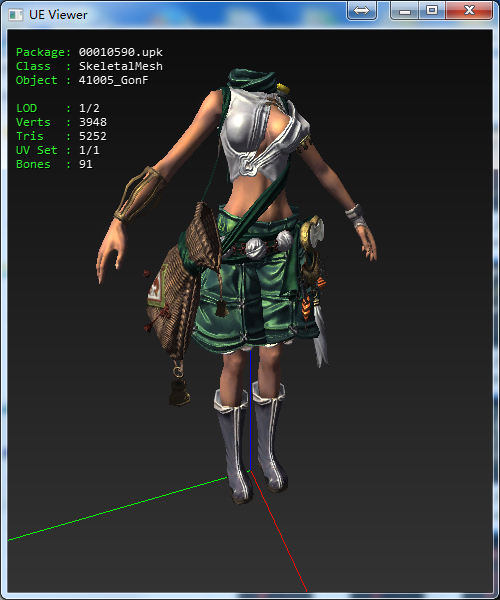 UE Viewer
Package: 00010590.upk
Class : SkeletalMesh
Object : 41005_GonF
LOD : 1/2
Verts : 3948
Tris : 5252
UV Set : 1/1
Bones : 91